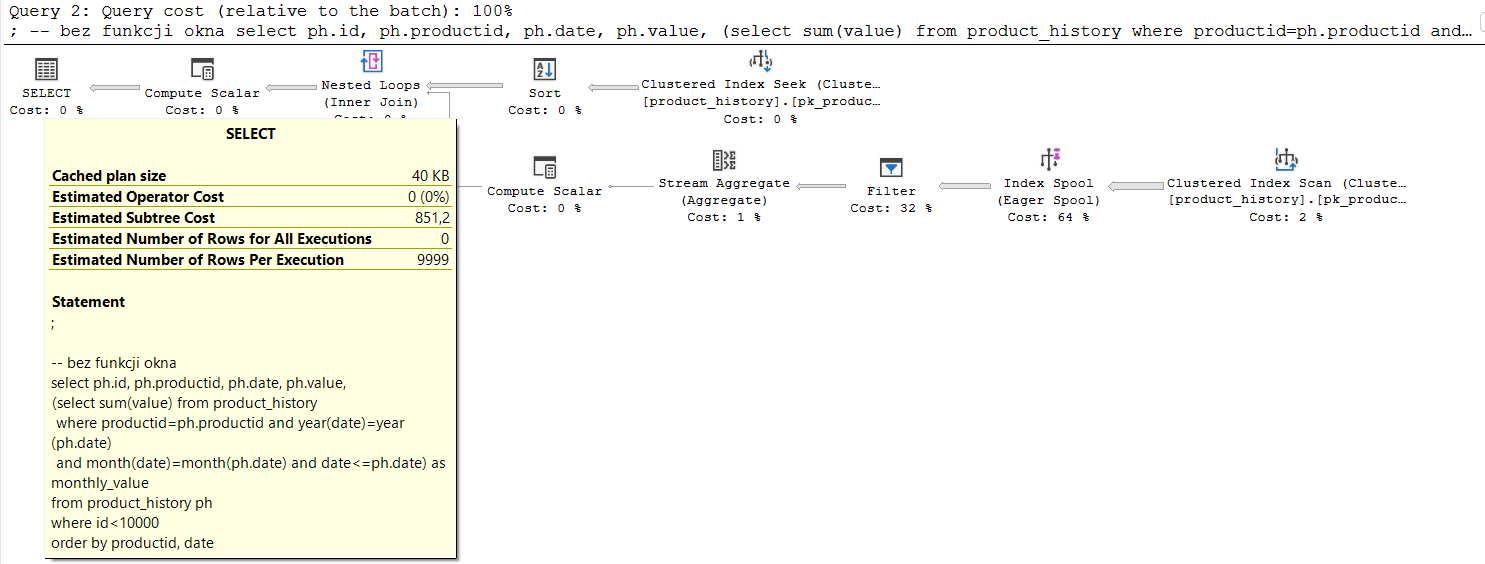 Query 2: Query cost (relative to the batch): 100%
; -- bez funkcji okna select ph.id, ph.productid, ph.date, ph.value, (select sum(value) from product_history where productid=ph.productid and…
SELECT
Cost: 0 %
Compute Scalar
Cost: 0 %
Nested Loops
(Inner Join)
Sort
Cost: 0 %
Clustered Index Seek (Cluste…
[product_history].[pk_produc…
Cost: 0 %
Compute Scalar
Cost: 0 %
Stream Aggregate
(Aggregate)
Cost: 1 %
Filter
Cost: 32 %
Index Spool
(Eager Spool)
Cost: 64 %
Clustered Index Scan (Cluste…
[product_history].[pk_produc…
Cost: 2 %
SELECT
Cached plan size 40 KB
Estimated Operator Cost 0 (0%)
Estimated Subtree Cost 851,2
Estimated Number of Rows for All Executions 0
Estimated Number of Rows Per Execution 9999
Statement
;
-- bez funkcji okna
select ph.id, ph.productid, ph.date, ph.value,
(select sum(value) from product_history
where productid=ph.productid and year(date)=year
(ph.date)
and month(date)=month(ph.date) and date<=ph.date) as
monthly_value
from product_history ph
where id<10000
order by productid, date